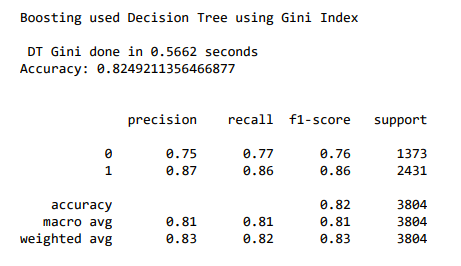 Boosting used Decision Tree using Gini Index
DT Gini done in 0.5662 seconds
Accuracy: 0.8249211356466877
precision recall f1-score support
0 0.75 0.77 0.76 1373
1 0.87 0.86 0.86 2431
accuracy 0.82 3804
macro avg 0.81 0.81 0.81 3804
weighted avg 0.83 0.82 0.83 3804